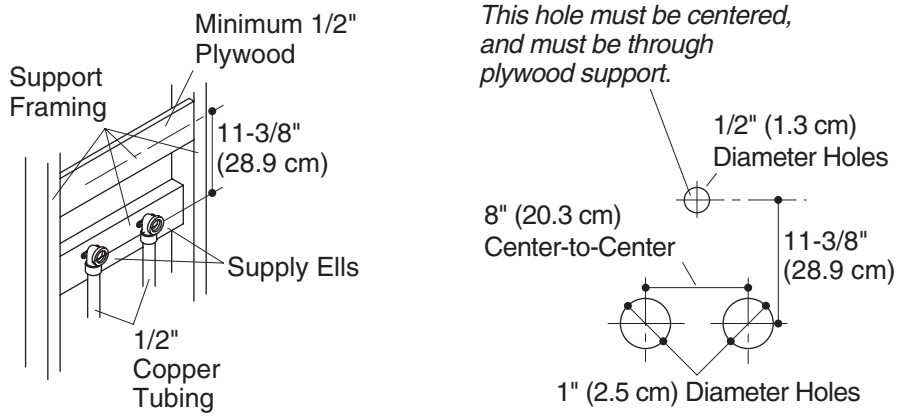 Minimum 1/2"
Plywood
Support
Framing
11-3/8"
(28.9 cm)
Supply Ells
1/2"
Copper
Tubing
This hole must be centered,
and must be through
plywood support.
1/2" (1.3 cm)
Diameter Holes
8" (20.3 cm)
Center-to-Center
11-3/8"
(28.9 cm)
1" (2.5 cm) Diameter Holes